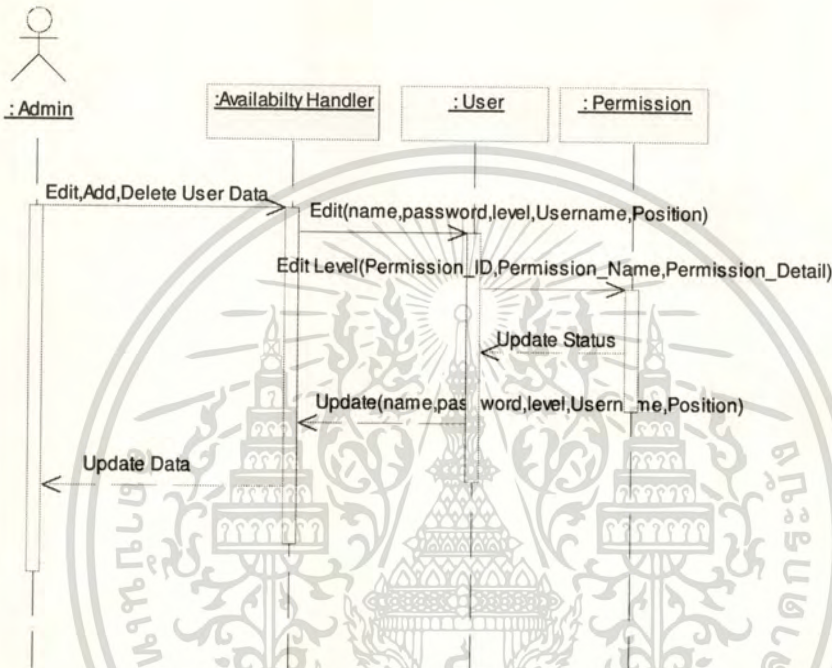 : Admin
:Availabilty Handler
: User
: Permission
Edit,Add,Delete User Data
Edit(name,password,level,Username,Position)
Edit Level(Permission_ID,Permission_Name,Permission_Detail)
Update Status
Update(name,password,level,Username,Position)
Update Data